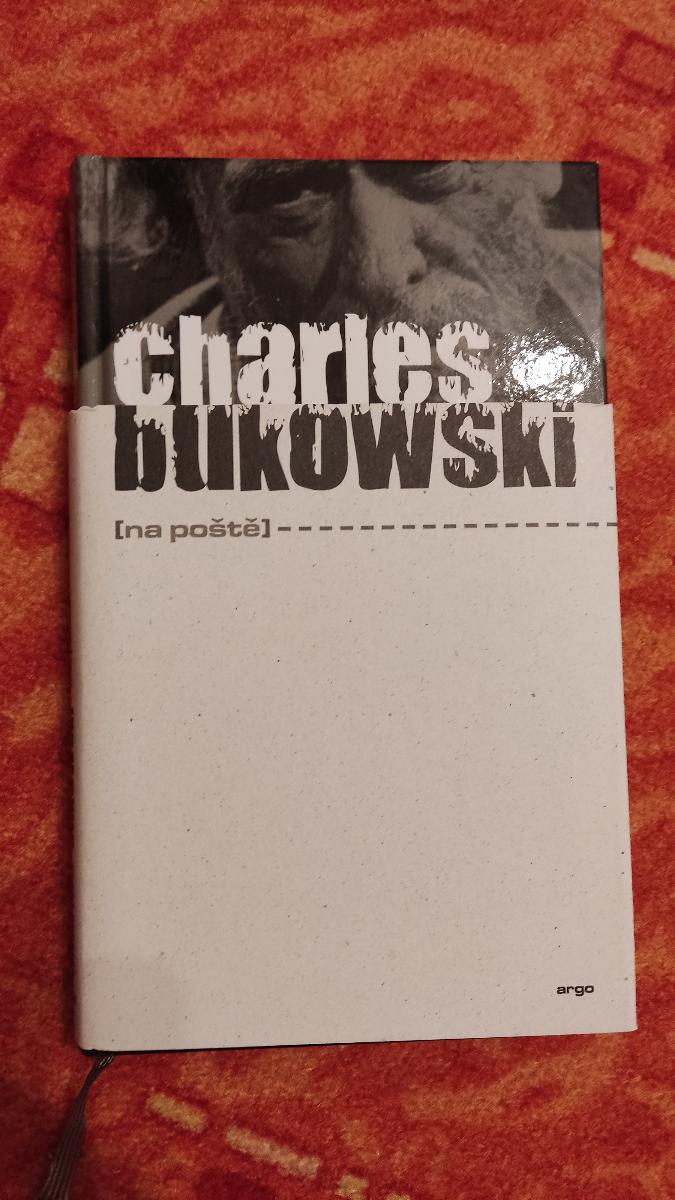 charles
bukowski
[na poště]
argo